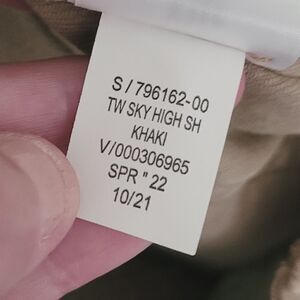 S/796162-00
TW SKY HIGH SH
KHAKI
V/000306965
SPR " 22
10/21